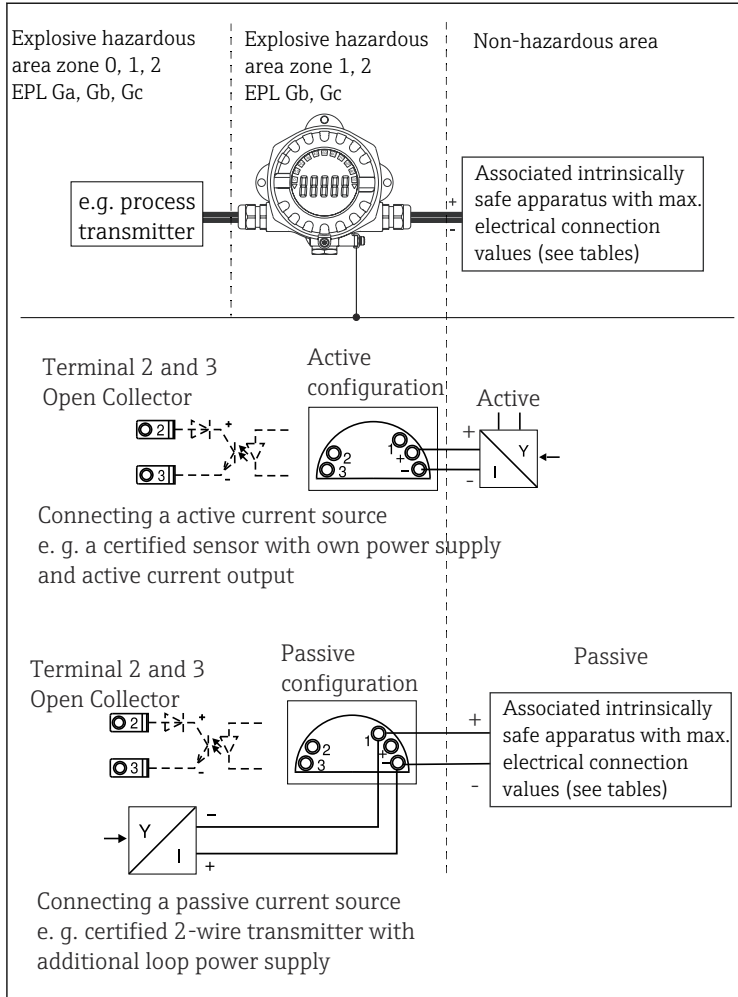 Explosive hazardous
area zone 0, 1, 2
EPL Ga, Gb, Gc
Explosive hazardous
area zone 1, 2
EPL Gb, Gc
Non-hazardous area
e.g. process
transmitter
+
-
Associated intrinsically
safe apparatus with max.
electrical connection
values (see tables)
Terminal 2 and 3
Open Collector
2
3
+
-
Active
configuration
1
2
+
3
-
Active
+
-
Y
I
Connecting a active current source
e. g. a certified sensor with own power supply
and active current output
Terminal 2 and 3
Open Collector
2
3
+
-
Passive
configuration
1
2
+
3
-
Passive
+
-
Associated intrinsically
safe apparatus with max.
electrical connection
values (see tables)
Y
I
-
+
Connecting a passive current source
e. g. certified 2-wire transmitter with
additional loop power supply